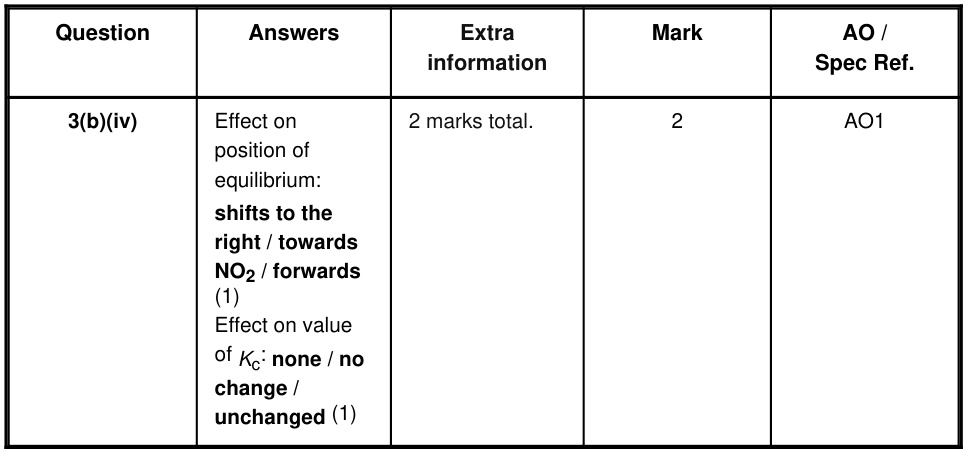 Question Answers Extra information Mark AO / Spec Ref.
3(b)(iv)
Effect on
position of
equilibrium:
shifts to the
right / towards
NO₂ / forwards
(1)
Effect on value
of Kc: none / no
change /
unchanged (1)
2 marks total.
2
AO1